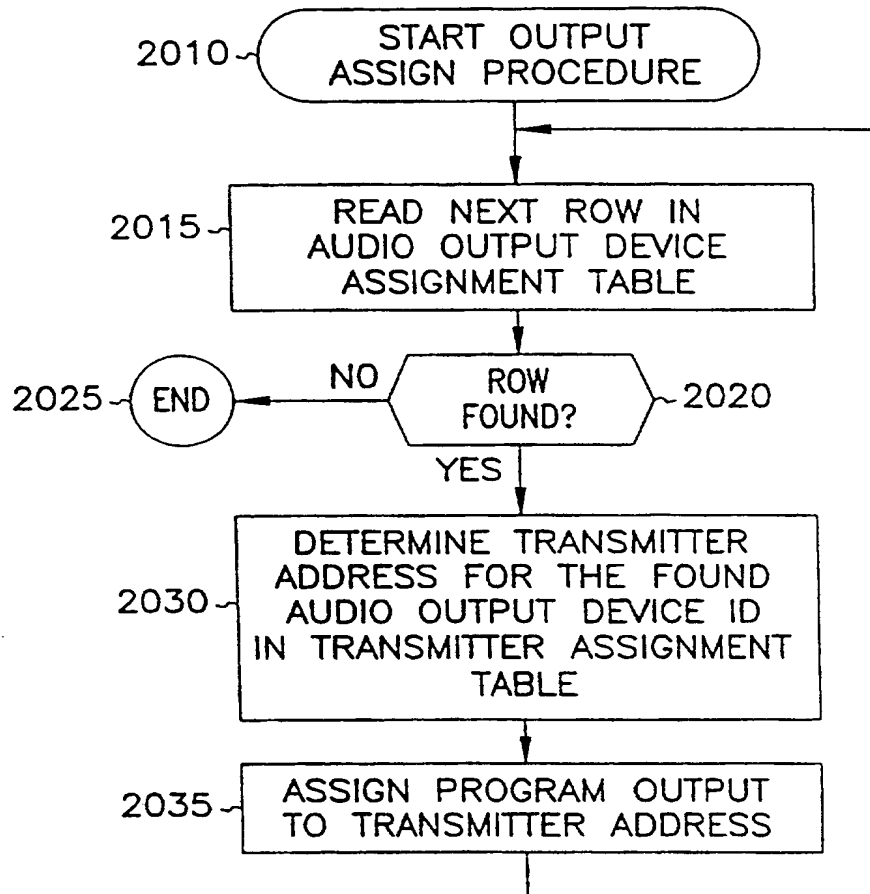 2010
START OUTPUT
ASSIGN PROCEDURE
2015
READ NEXT ROW IN
AUDIO OUTPUT DEVICE
ASSIGNMENT TABLE
2025
END
NO
ROW
FOUND?
2020
YES
2030
DETERMINE TRANSMITTER
ADDRESS FOR THE FOUND
AUDIO OUTPUT DEVICE ID
IN TRANSMITTER ASSIGNMENT
TABLE
2035
ASSIGN PROGRAM OUTPUT
TO TRANSMITTER ADDRESS